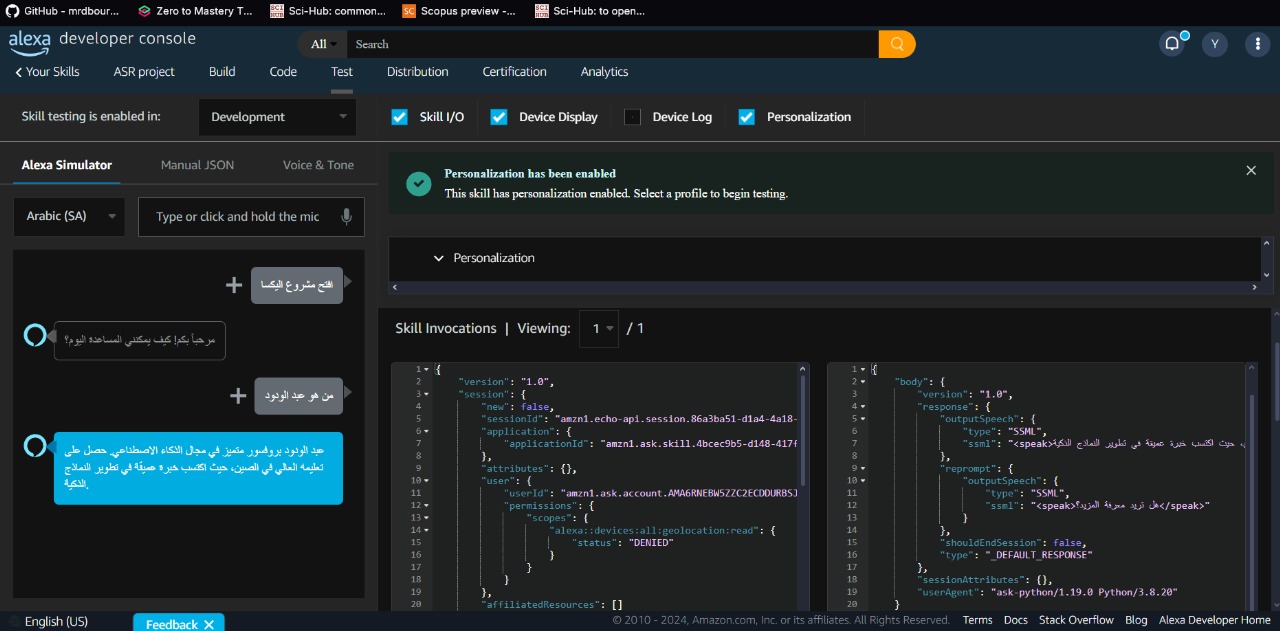 GitHub - mrdbour...
Zero to Mastery T...
Sci-Hub: common...
Scopus preview -...
Sci-Hub: to open...
alexa developer console
All
Search
Y
Your Skills
ASR project
Build
Code
Test
Distribution
Certification
Analytics
Skill testing is enabled in:
Development
Skill I/O
Device Display
Device Log
Personalization
Alexa Simulator
Manual JSON
Voice & Tone
Personalization has been enabled
This skill has personalization enabled. Select a profile to begin testing.
Arabic (SA)
Type or click and hold the mic
Personalization
افتح مشروع اليكسا
مرحباً بكم! كيف يمكنني المساعدة اليوم؟
من هو عبد الودود
عبد الودود بروفسور متميز في مجال الذكاء الاصطناعي. حصل على
تعليمه العالي في الصين، حيث اكتسب خبرة عميقة في تطوير النماذج
الذكية.
Skill Invocations | Viewing: 1 / 1
1 {
2 "version": "1.0",
3 "session": {
4 "new": false,
5 "sessionId": "amzn1.echo-api.session.86a3ba51-d1a4-4a18-
6 "application": {
7 "applicationId": "amzn1.ask.skill.4bcec9b5-d148-417f
8 },
9 "attributes": {},
10 "user": {
11 "userId": "amzn1.ask.account.AMA6RNEBW5ZZC2ECDDURBSJ
12 "permissions": {
13 "scopes": {
14 "alexa::devices:all:geolocation:read": {
15 "status": "DENIED"
16 }
17 }
18 }
19 },
20 "affiliatedResources": []
1 {
2 "body": {
3 "version": "1.0",
4 "response": {
5 "outputSpeech": {
6 "type": "SSML",
7 "ssml": "<speak>، حيث اكتسب خبرة عميقة في تطوير النماذج الذكية
8 },
9 "reprompt": {
10 "outputSpeech": {
11 "type": "SSML",
12 "ssml": "<speak>هل تريد معرفة المزيد؟</speak>"
13 }
14 },
15 "shouldEndSession": false,
16 "type": "_DEFAULT_RESPONSE"
17 },
18 "sessionAttributes": {},
19 "userAgent": "ask-python/1.19.0 Python/3.8.20"
20 }
English (US)
Feedback
© 2010 - 2024, Amazon.com, Inc. or its affiliates. All Rights Reserved.
Terms
Docs
Stack Overflow
Blog
Alexa Developer Home